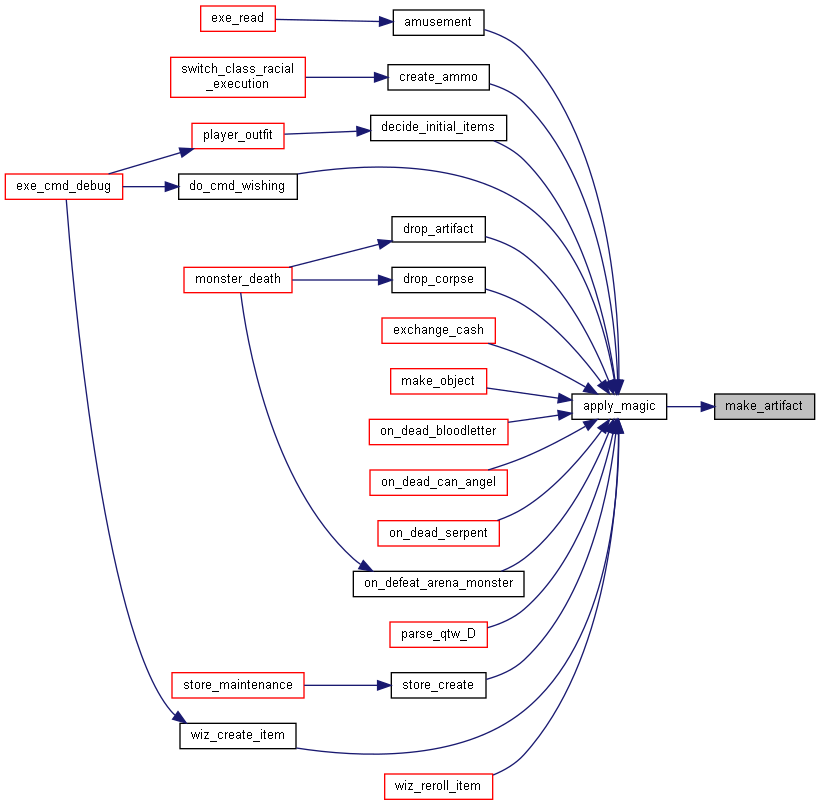 exe_read
amusement
switch_class_racial
_execution
create_ammo
decide_initial_items
player_outfit
exe_cmd_debug
do_cmd_wishing
drop_artifact
monster_death
drop_corpse
exchange_cash
make_object
apply_magic
make_artifact
on_dead_bloodletter
on_dead_can_angel
on_dead_serpent
on_defeat_arena_monster
parse_qtw_D
store_maintenance
store_create
wiz_create_item
wiz_reroll_item